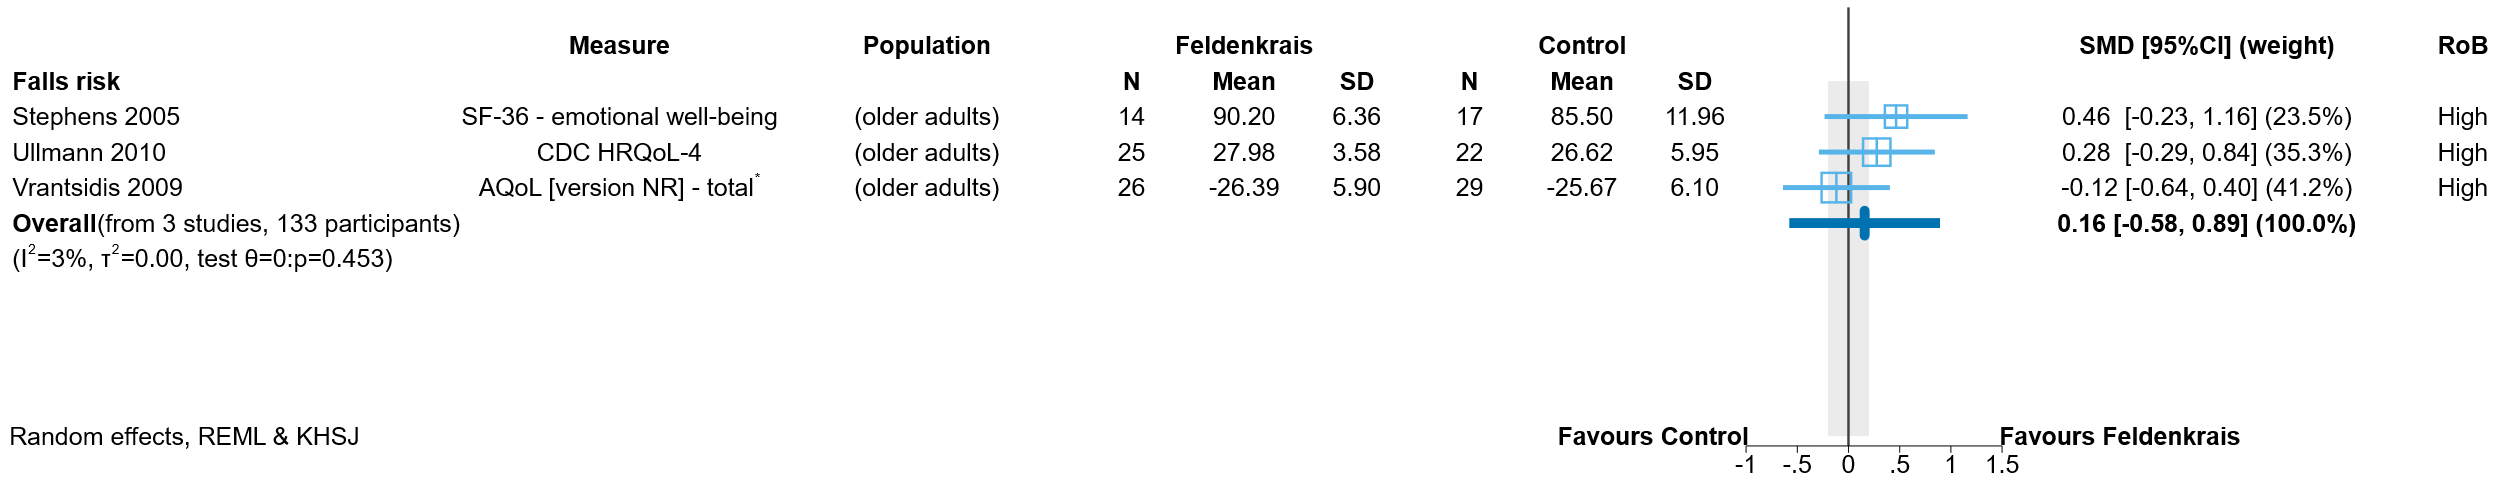 Measure Population Feldenkrais Control SMD [95%CI] (weight) RoB
Falls risk N Mean SD N Mean SD
Stephens 2005 SF-36 - emotional well-being (older adults) 14 90.20 6.36 17 85.50 11.96 0.46 [-0.23, 1.16] (23.5%) High
Ullmann 2010 CDC HRQoL-4 (older adults) 25 27.98 3.58 22 26.62 5.95 0.28 [-0.29, 0.84] (35.3%) High
Vrantsidis 2009 AQoL [version NR] - total* (older adults) 26 -26.39 5.90 29 -25.67 6.10 -0.12 [-0.64, 0.40] (41.2%) High
Overall(from 3 studies, 133 participants) 0.16 [-0.58, 0.89] (100.0%)
(I²=3%, τ²=0.00, test θ=0:p=0.453)
Random effects, REML & KHSJ Favours Control Favours Feldenkrais
-1 -.5 0 .5 1 1.5